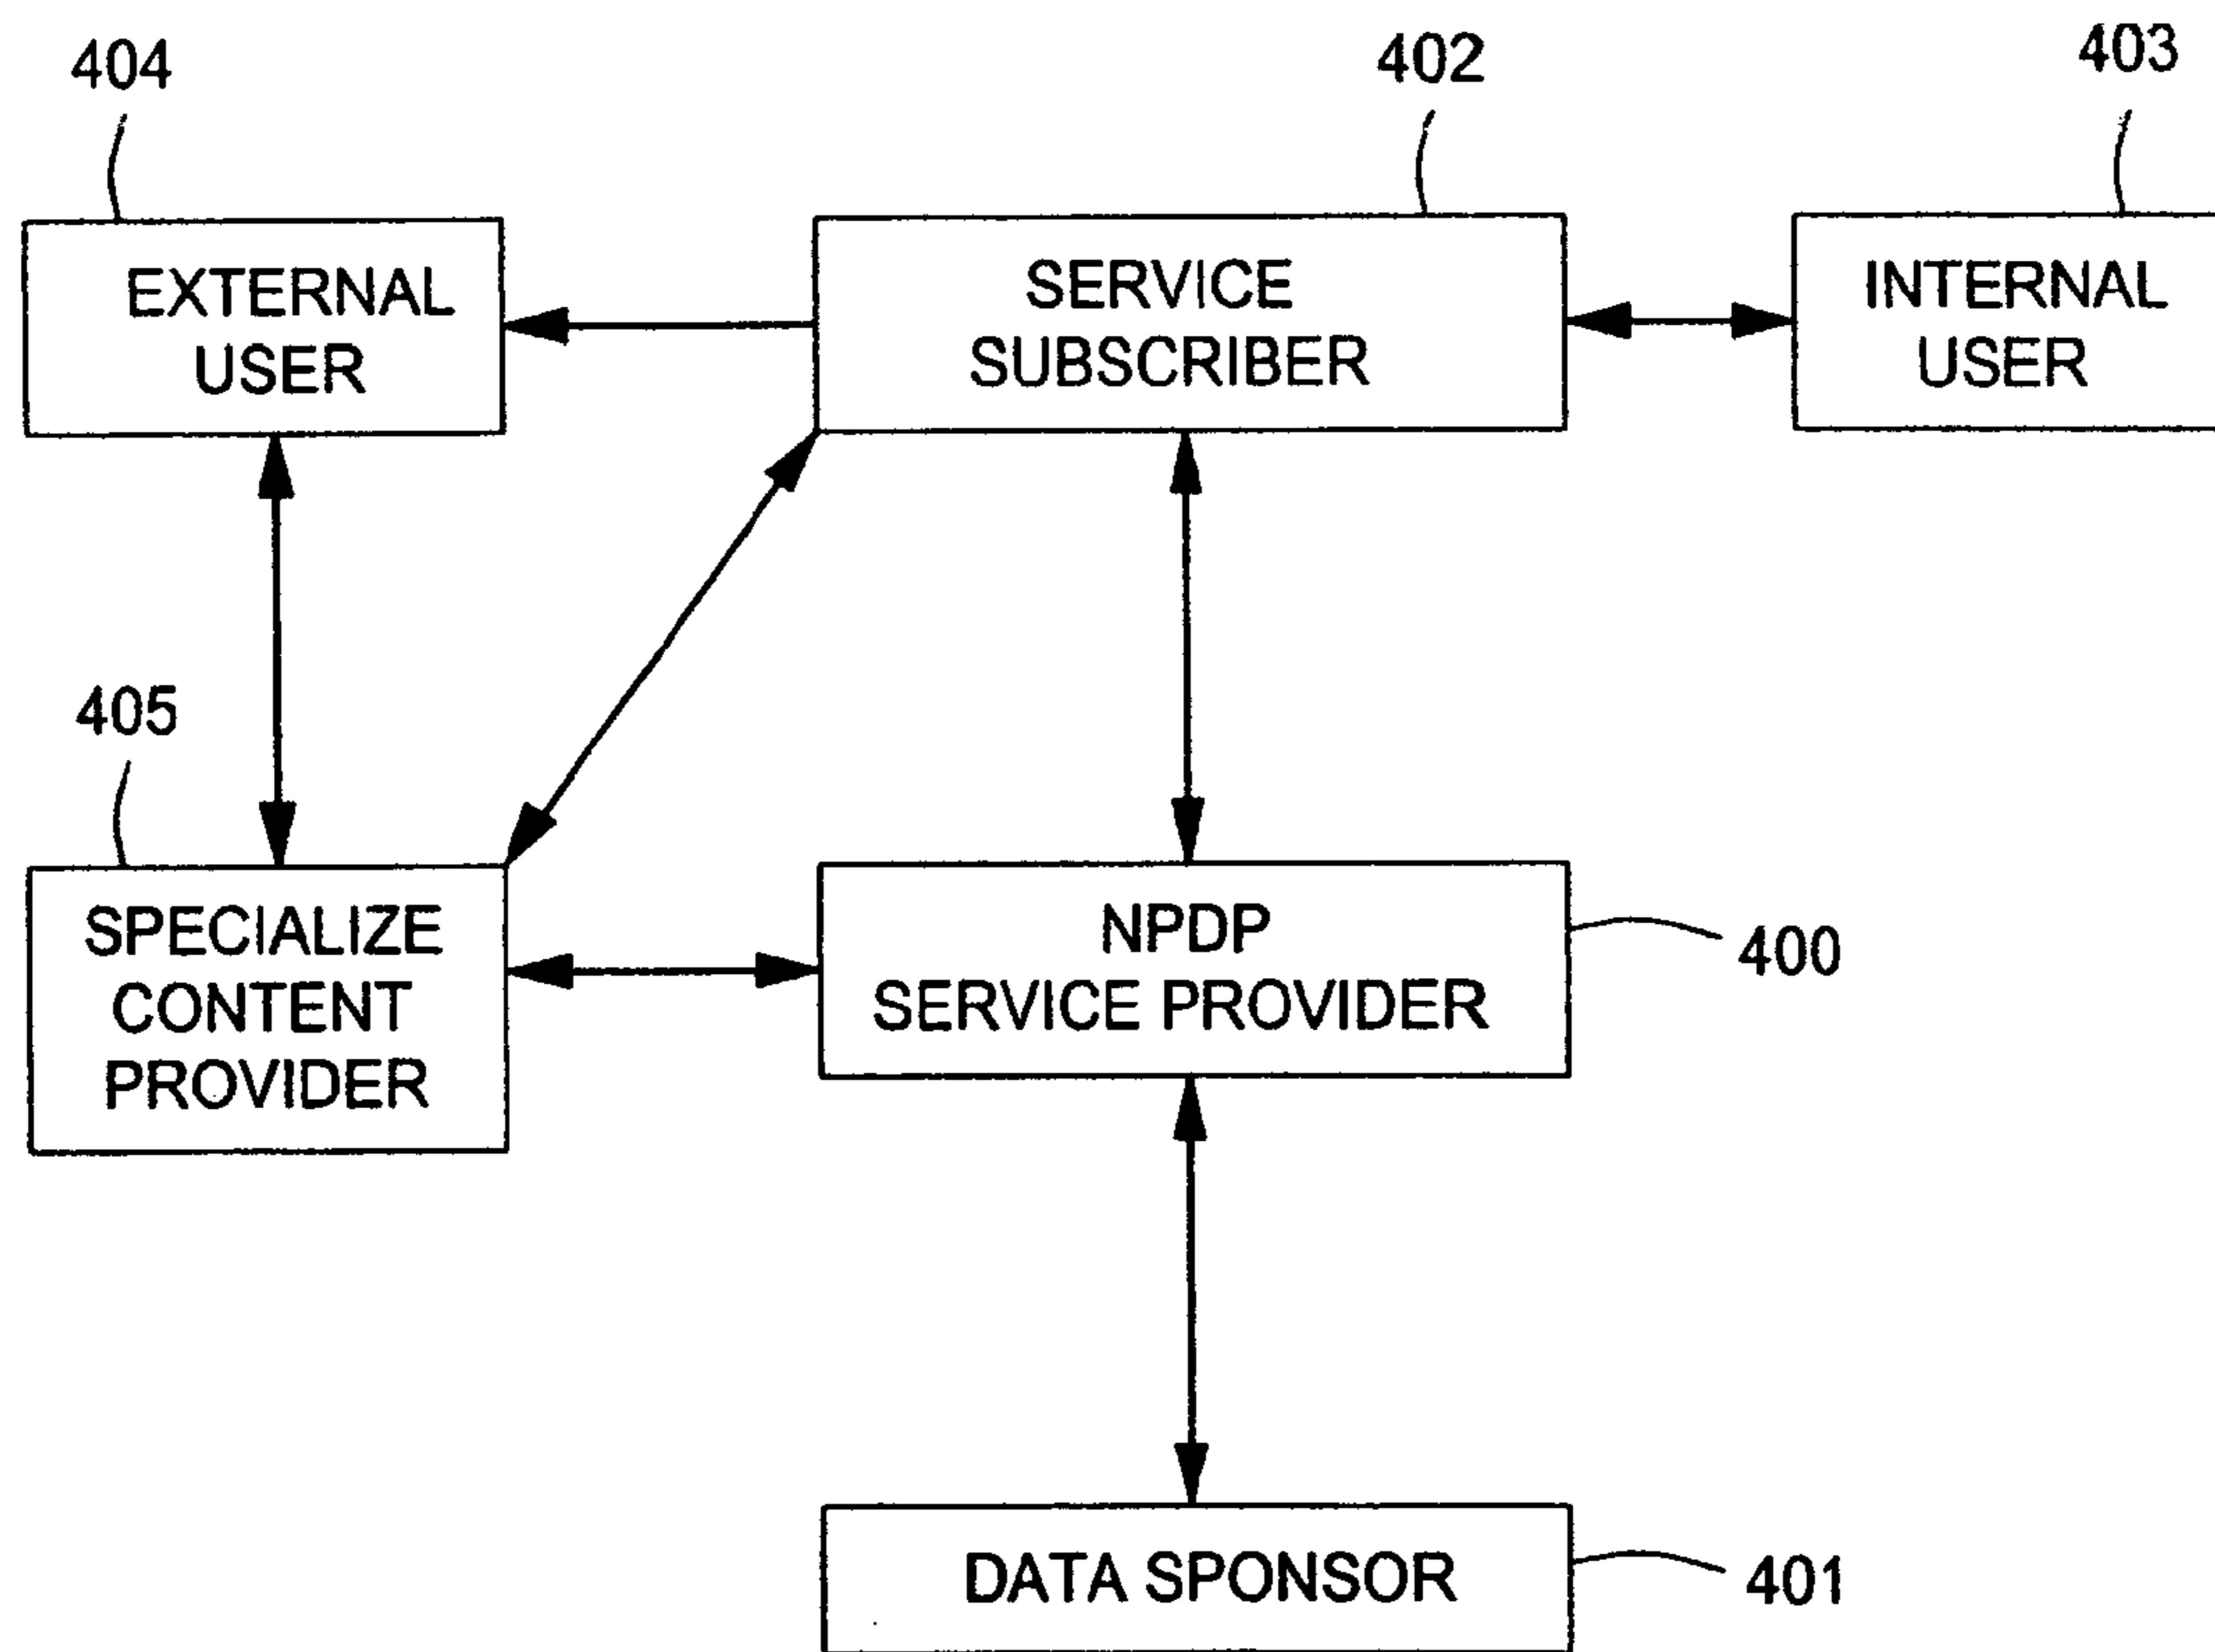 404
402
403
EXTERNAL
USER
SERVICE
SUBSCRIBER
INTERNAL
USER
405
SPECIALIZE
CONTENT
PROVIDER
NPDP
SERVICE PROVIDER
400
DATA SPONSOR
401